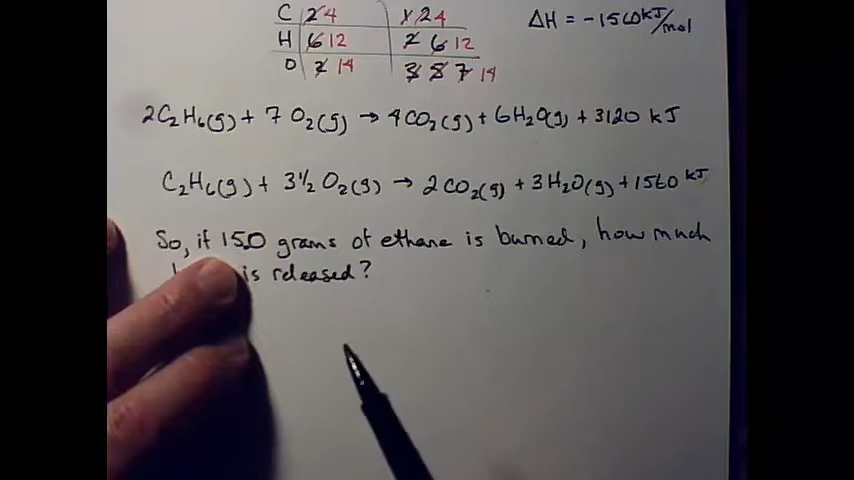 C 2 4 1 2 4 ΔH = -1560 kJ/mol
H 6 12 2 6 12
O 2 14 3 5 7 14
2C₂H₆(g) + 7 O₂(g) → 4CO₂(g) + 6H₂O(g) + 3120 kJ
C₂H₆(g) + 3½ O₂(g) → 2CO₂(g) + 3H₂O(g) + 1560 kJ
So, if 15.0 grams of ethane is burned, how much
is released?